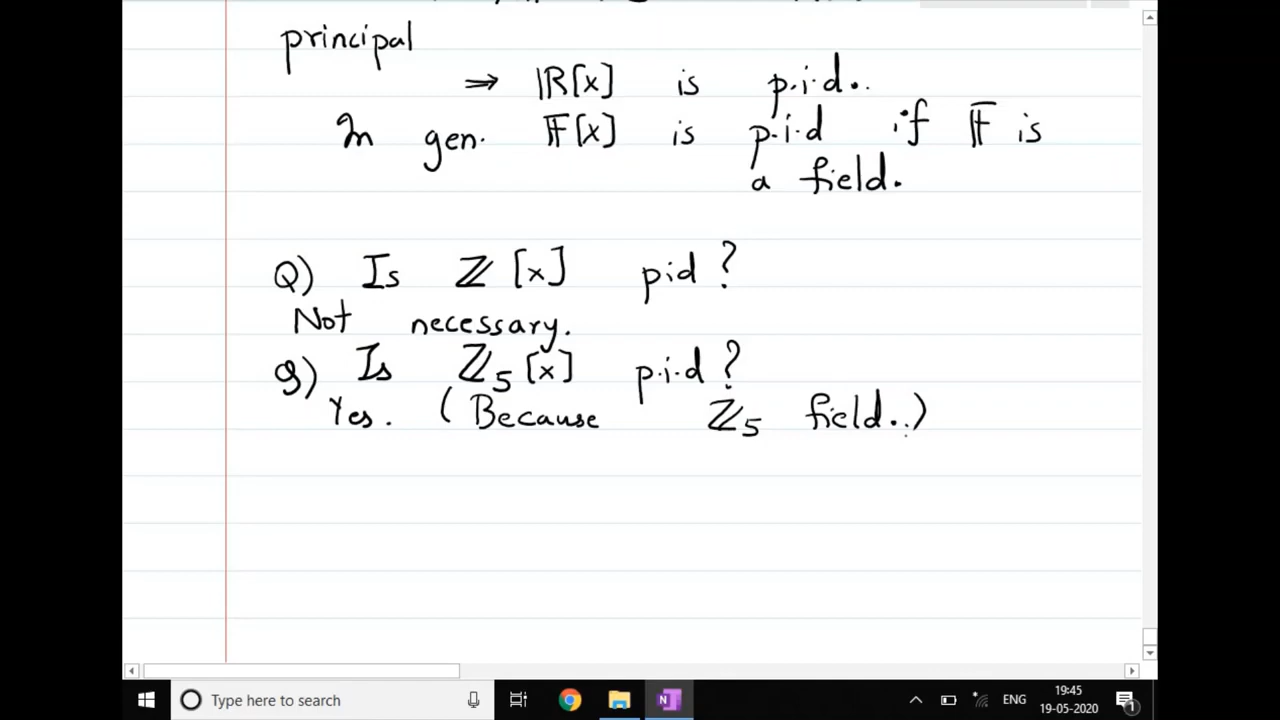 principal
⇒ ℝ[x] is p.i.d.
In gen. 𝔽[x] is p.i.d if 𝔽 is
a field.
Q) Is ℤ[x] pid?
Not necessary.
Q) Is ℤ₅[x] p.i.d?
Yes. (Because ℤ₅ field.)
Type here to search
ENG
19:45
19-05-2020
1